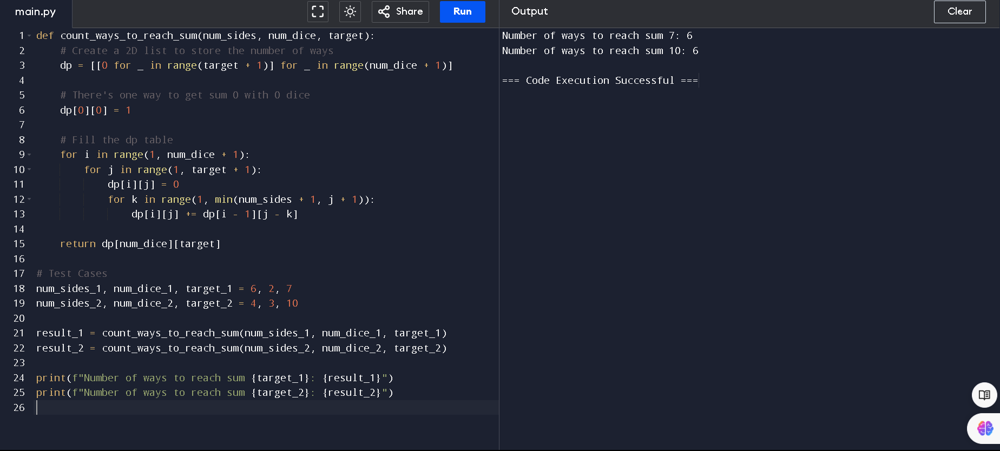 main.py
Share
Run
Output
Clear
1 def count_ways_to_reach_sum(num_sides, num_dice, target):
2     # Create a 2D list to store the number of ways
3     dp = [[0 for _ in range(target + 1)] for _ in range(num_dice + 1)]
4
5     # There's one way to get sum 0 with 0 dice
6     dp[0][0] = 1
7
8     # Fill the dp table
9     for i in range(1, num_dice + 1):
10         for j in range(1, target + 1):
11             dp[i][j] = 0
12             for k in range(1, min(num_sides + 1, j + 1)):
13                 dp[i][j] += dp[i - 1][j - k]
14
15     return dp[num_dice][target]
16
17 # Test Cases
18 num_sides_1, num_dice_1, target_1 = 6, 2, 7
19 num_sides_2, num_dice_2, target_2 = 4, 3, 10
20
21 result_1 = count_ways_to_reach_sum(num_sides_1, num_dice_1, target_1)
22 result_2 = count_ways_to_reach_sum(num_sides_2, num_dice_2, target_2)
23
24 print(f"Number of ways to reach sum {target_1}: {result_1}")
25 print(f"Number of ways to reach sum {target_2}: {result_2}")
26
Number of ways to reach sum 7: 6
Number of ways to reach sum 10: 6
=== Code Execution Successful ===